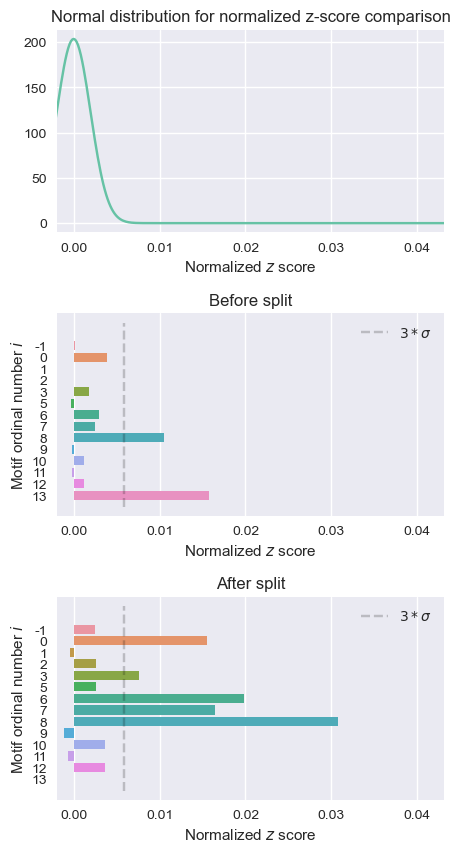 Normal distribution for normalized z-score comparison
200
150
100
50
0
0.00 0.01 0.02 0.03 0.04
Normalized z score
Before split
Motif ordinal number i
-1
0
1
2
3
5
6
7
8
9
10
11
12
13
3 * σ
0.00 0.01 0.02 0.03 0.04
Normalized z score
After split
Motif ordinal number i
-1
0
1
2
3
5
6
7
8
9
10
11
12
13
3 * σ
0.00 0.01 0.02 0.03 0.04
Normalized z score